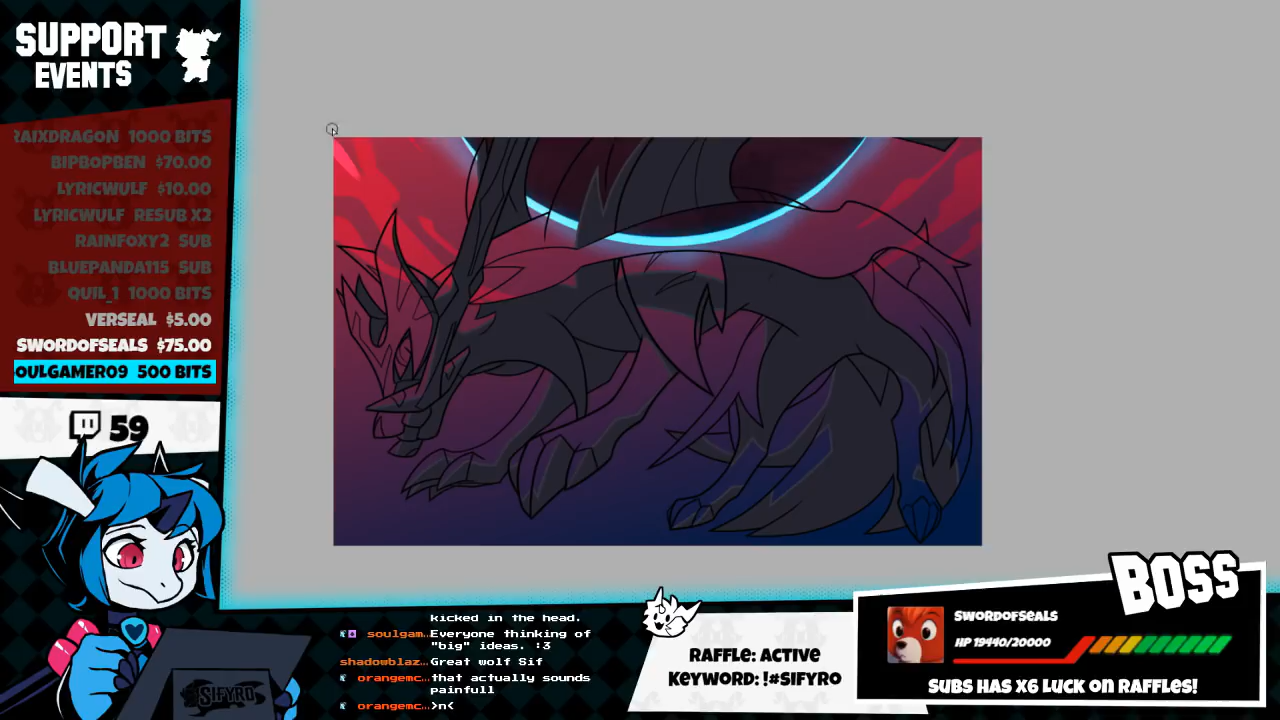 SUPPORT
EVENTS
RAIXDRAGON 1000 BITS
BIPBOPBEN $70.00
LYRICWULF $10.00
LYRICWULF RESUB X2
RAINFOXY2 SUB
BLUEPANDA115 SUB
QUIL_1 1000 BITS
VERSEAL $5.00
SWORDOFSEALS $75.00
OULGAMER09 500 BITS
59
SIFYRO
kicked in the head.
soulgam… Everyone thinking of
"big" ideas. :3
shadowblaz… Great wolf Sif
orangemc… that actually sounds
painfull
orangemc… >n<
RAFFLE: ACTIVE
KEYWORD: !#SIFYRO
BOSS
SWORDOFSEALS
HP 19440/20000
SUBS HAS X6 LUCK ON RAFFLES!